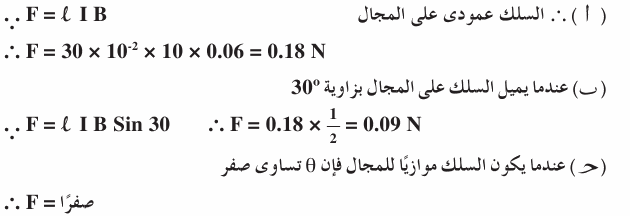 ( أ ) ∴ السلك عمودى على المجال ∵ F = ℓ I B
∴ F = 30 × 10⁻² × 10 × 0.06 = 0.18 N
(ب) عندما يميل السلك على المجال بزاوية 30º
∵ F = ℓ I B Sin 30 ∴ F = 0.18 × 1/2 = 0.09 N
(حـ) عندما يكون السلك موازيًا للمجال فإن θ تساوى صفر
∴ F = صفرًا